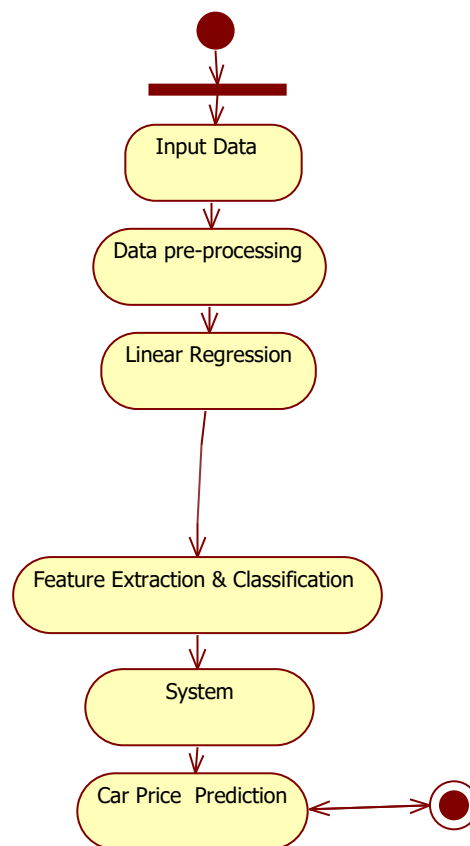 Input Data
Data pre-processing
Linear Regression
Feature Extraction & Classification
System
Car Price  Prediction